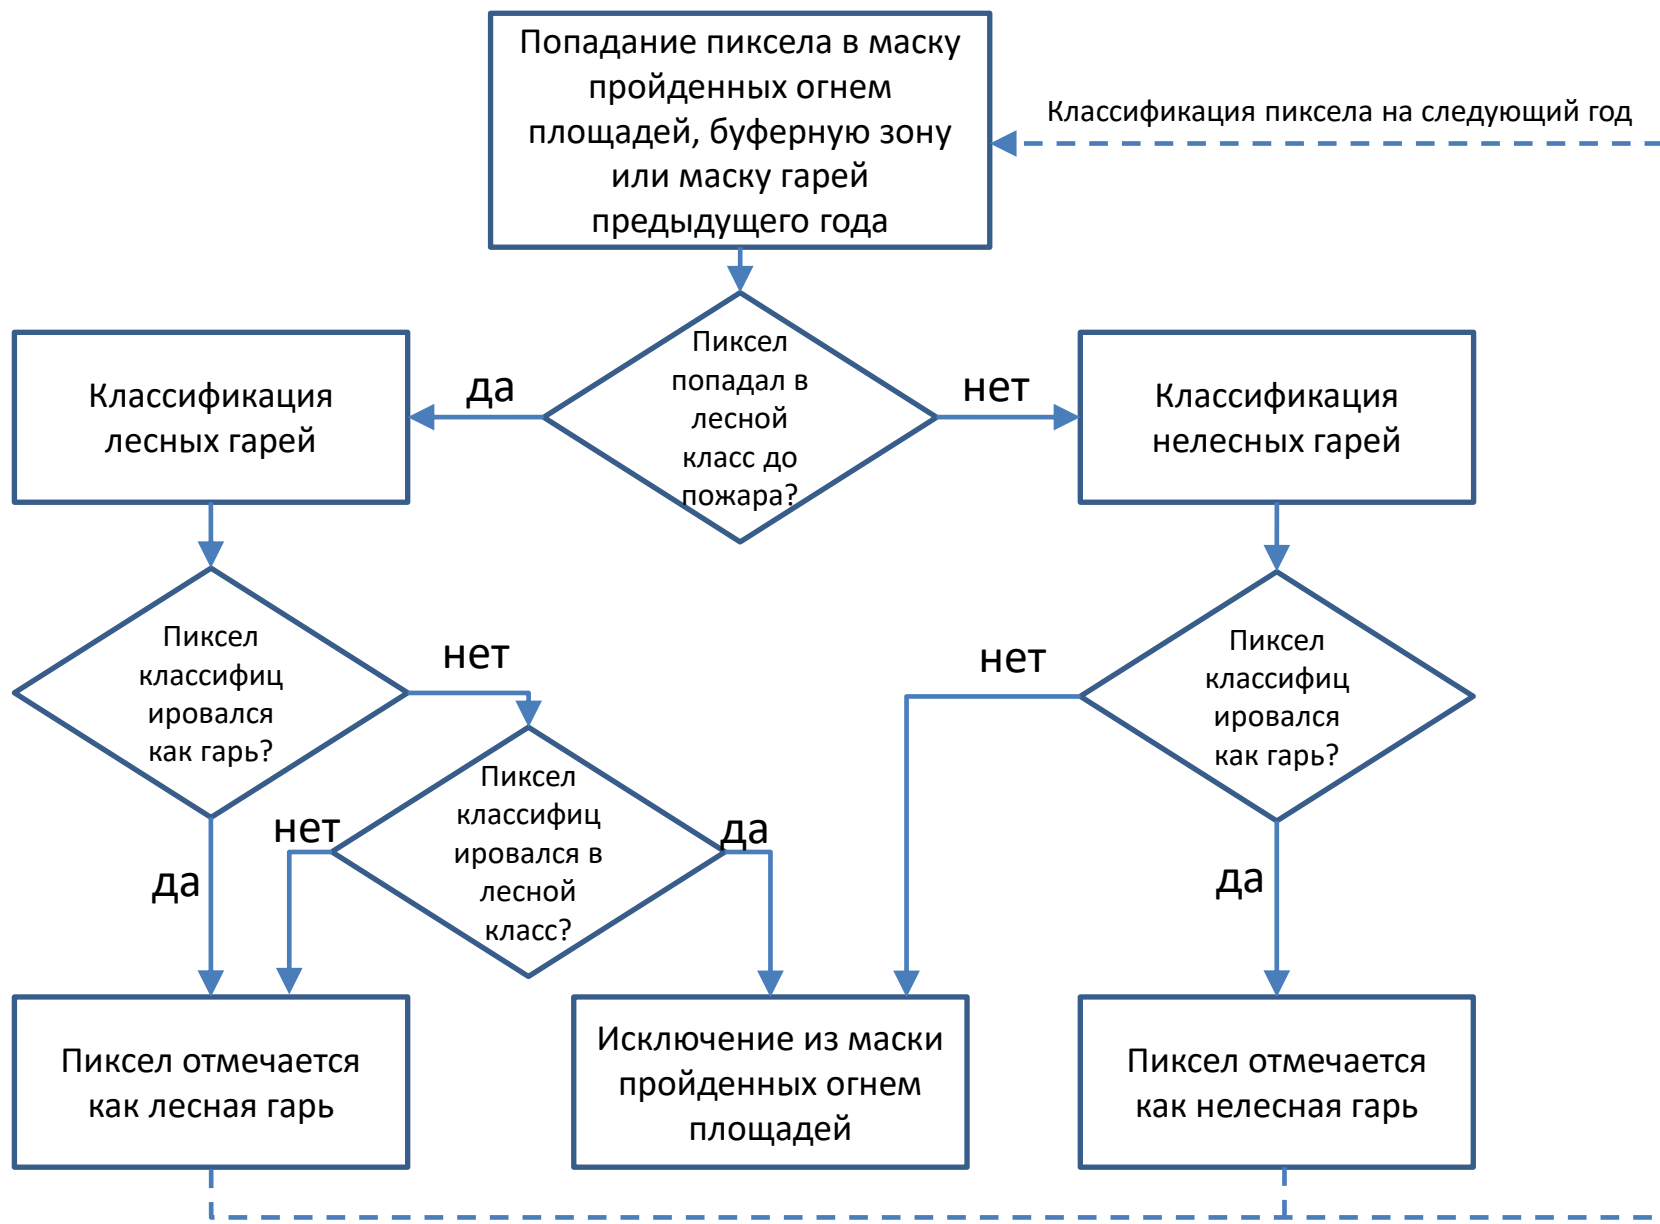 Попадание пиксела в маску
пройденных огнем
площадей, буферную зону
или маску гарей
предыдущего года
Классификация пиксела на следующий год
Пиксел
попадал в
лесной
класс до
пожара?
да
нет
Классификация
лесных гарей
Классификация
нелесных гарей
Пиксел
классифиц
ировался
как гарь?
нет
да
Пиксел
классифиц
ировался в
лесной
класс?
нет
да
Пиксел
классифиц
ировался
как гарь?
нет
да
Пиксел отмечается
как лесная гарь
Исключение из маски
пройденных огнем
площадей
Пиксел отмечается
как нелесная гарь